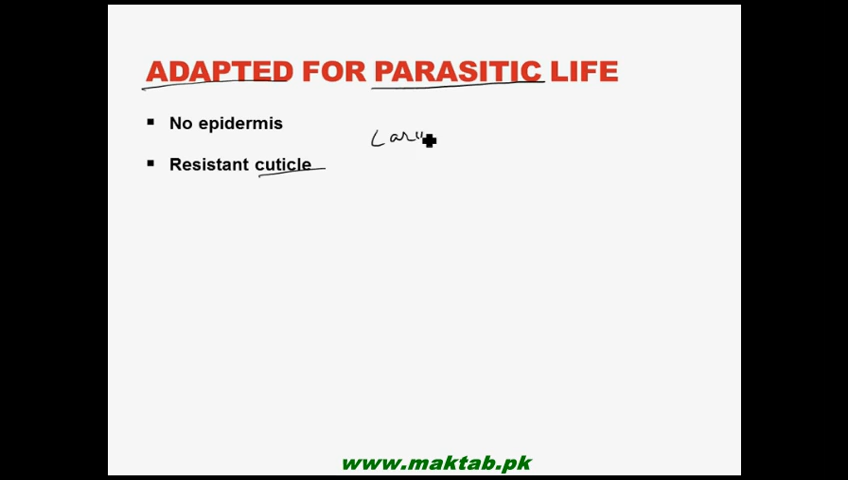 ADAPTED FOR PARASITIC LIFE
No epidermis
Resistant cuticle
www.maktab.pk